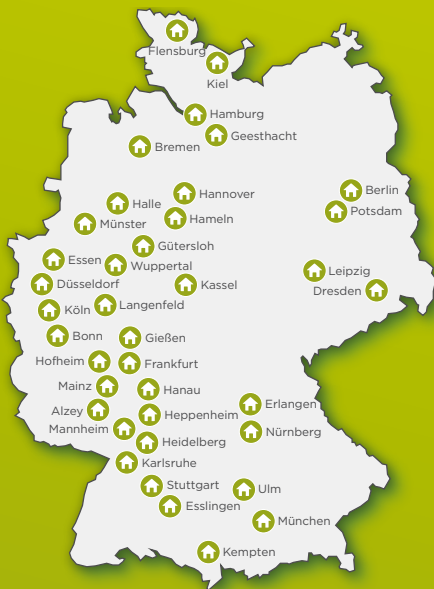 Flensburg
Kiel
Hamburg
Geesthacht
Bremen
Berlin
Hannover
Halle
Potsdam
Hameln
Münster
Gütersloh
Essen
Wuppertal
Leipzig
Düsseldorf
Kassel
Dresden
Langenfeld
Köln
Bonn
Gießen
Hofheim
Frankfurt
Mainz
Hanau
Erlangen
Alzey
Heppenheim
Mannheim
Nürnberg
Heidelberg
Karlsruhe
Stuttgart
Ulm
Esslingen
München
Kempten